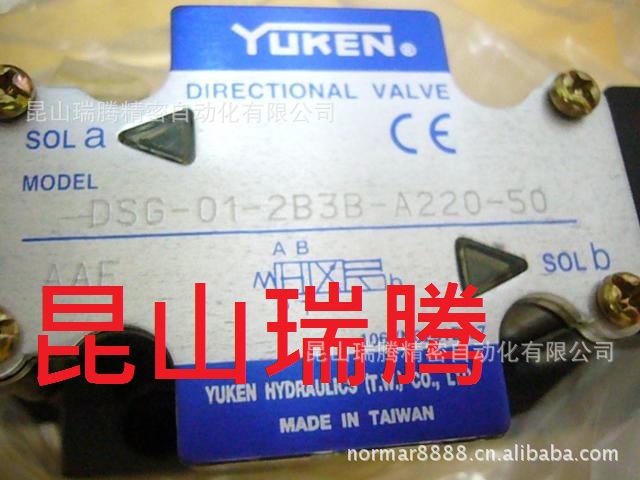 YUKEN®
DIRECTIONAL VALVE
昆山瑞腾精密自动化有限公司
SOL a
CE
MODEL
DSG-01-2B3B-A220-50
A B
SOL b
b
昆山瑞腾
昆山瑞腾精密自动化有限公司
YUKEN HYDRAULICS (T.W.) CO., LTD
MADE IN TAIWAN
normar8888.cn.alibaba.com